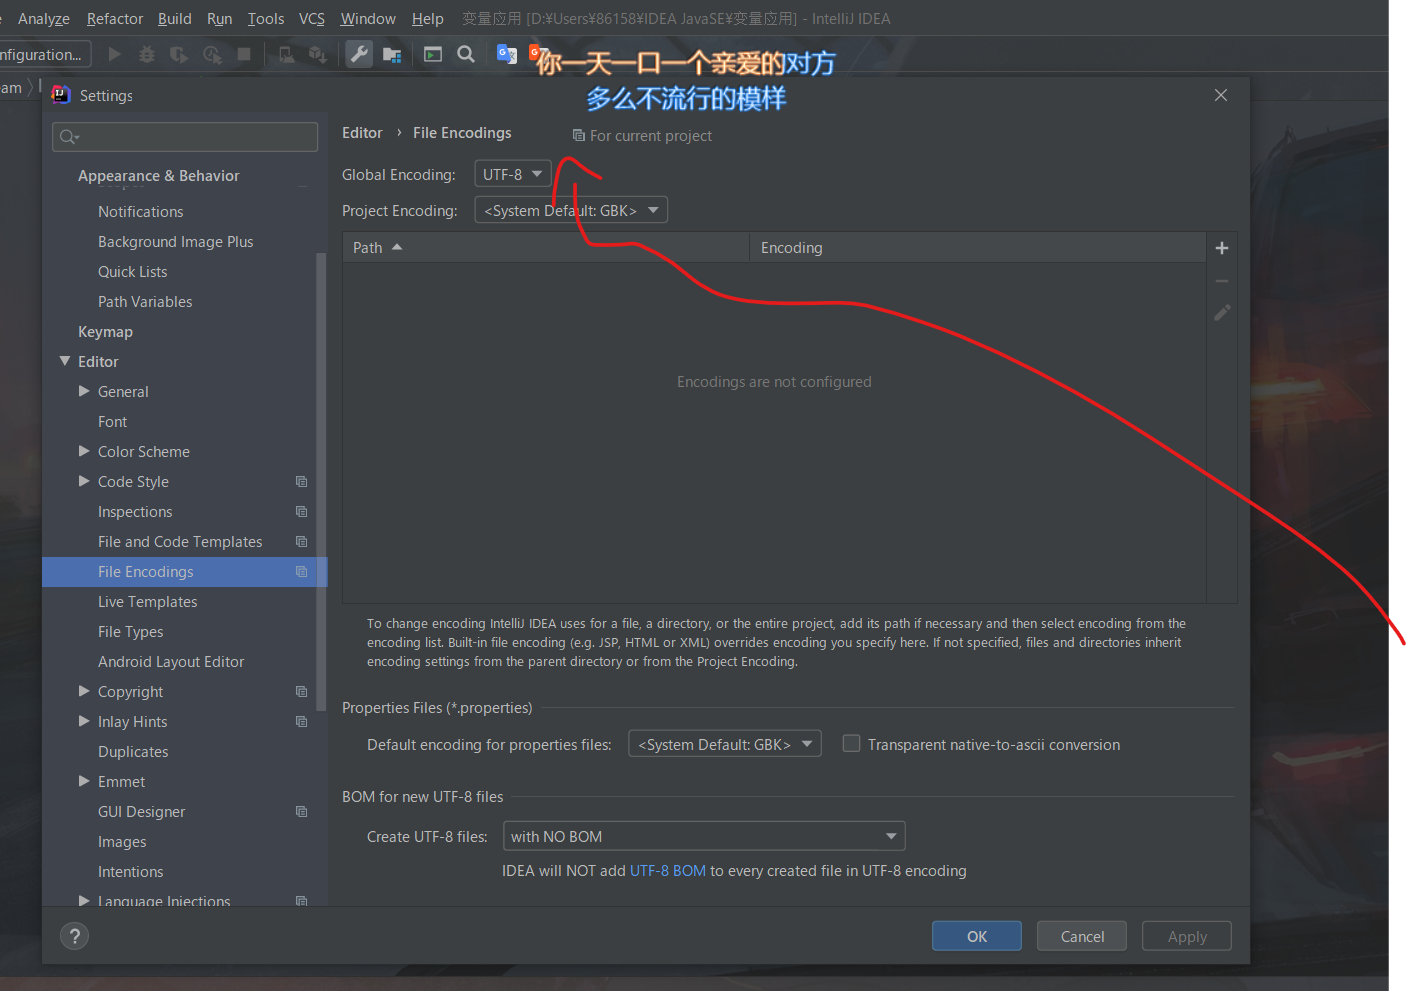 Analyze Refactor Build Run Tools VCS Window Help 变量应用 [D:¥Users¥86158¥IDEA JavaSE¥变量应用] - IntelliJ IDEA
nfiguration...
你一天一口一个亲爱的对方
多么不流行的模样
eam
Settings
Editor › File Encodings
For current project
Appearance & Behavior
Notifications
Background Image Plus
Quick Lists
Path Variables
Keymap
Editor
General
Font
Color Scheme
Code Style
Inspections
File and Code Templates
File Encodings
Live Templates
File Types
Android Layout Editor
Copyright
Inlay Hints
Duplicates
Emmet
GUI Designer
Images
Intentions
Language Injections
Global Encoding: UTF-8
Project Encoding: <System Default: GBK>
Path Encoding
Encodings are not configured
To change encoding IntelliJ IDEA uses for a file, a directory, or the entire project, add its path if necessary and then select encoding from the
encoding list. Built-in file encoding (e.g. JSP, HTML or XML) overrides encoding you specify here. If not specified, files and directories inherit
encoding settings from the parent directory or from the Project Encoding.
Properties Files (*.properties)
Default encoding for properties files: <System Default: GBK> Transparent native-to-ascii conversion
BOM for new UTF-8 files
Create UTF-8 files: with NO BOM
IDEA will NOT add UTF-8 BOM to every created file in UTF-8 encoding
?
OK Cancel Apply